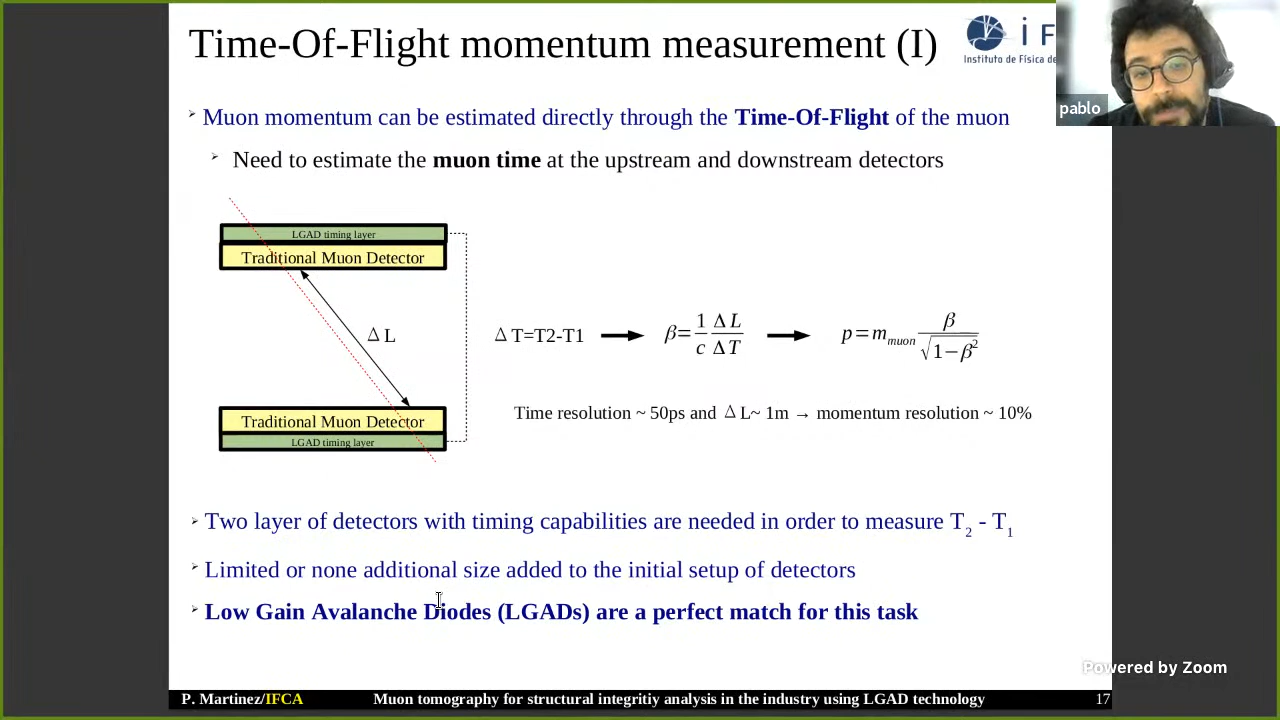 Time-Of-Flight momentum measurement (I)
i F
Instituto de Física de
pablo
Muon momentum can be estimated directly through the Time-Of-Flight of the muon
Need to estimate the muon time at the upstream and downstream detectors
LGAD timing layer
Traditional Muon Detector
Δ L
Δ T=T2-T1
β= 1/c Δ L/Δ T
p=m_muon β/√(1−β²)
Time resolution ~ 50ps and Δ L~ 1m → momentum resolution ~ 10%
Traditional Muon Detector
LGAD timing layer
Two layer of detectors with timing capabilities are needed in order to measure T₂ - T₁
Limited or none additional size added to the initial setup of detectors
Low Gain Avalanche Diodes (LGADs) are a perfect match for this task
Powered by Zoom
P. Martinez/IFCA Muon tomography for structural integritiy analysis in the industry using LGAD technology 17